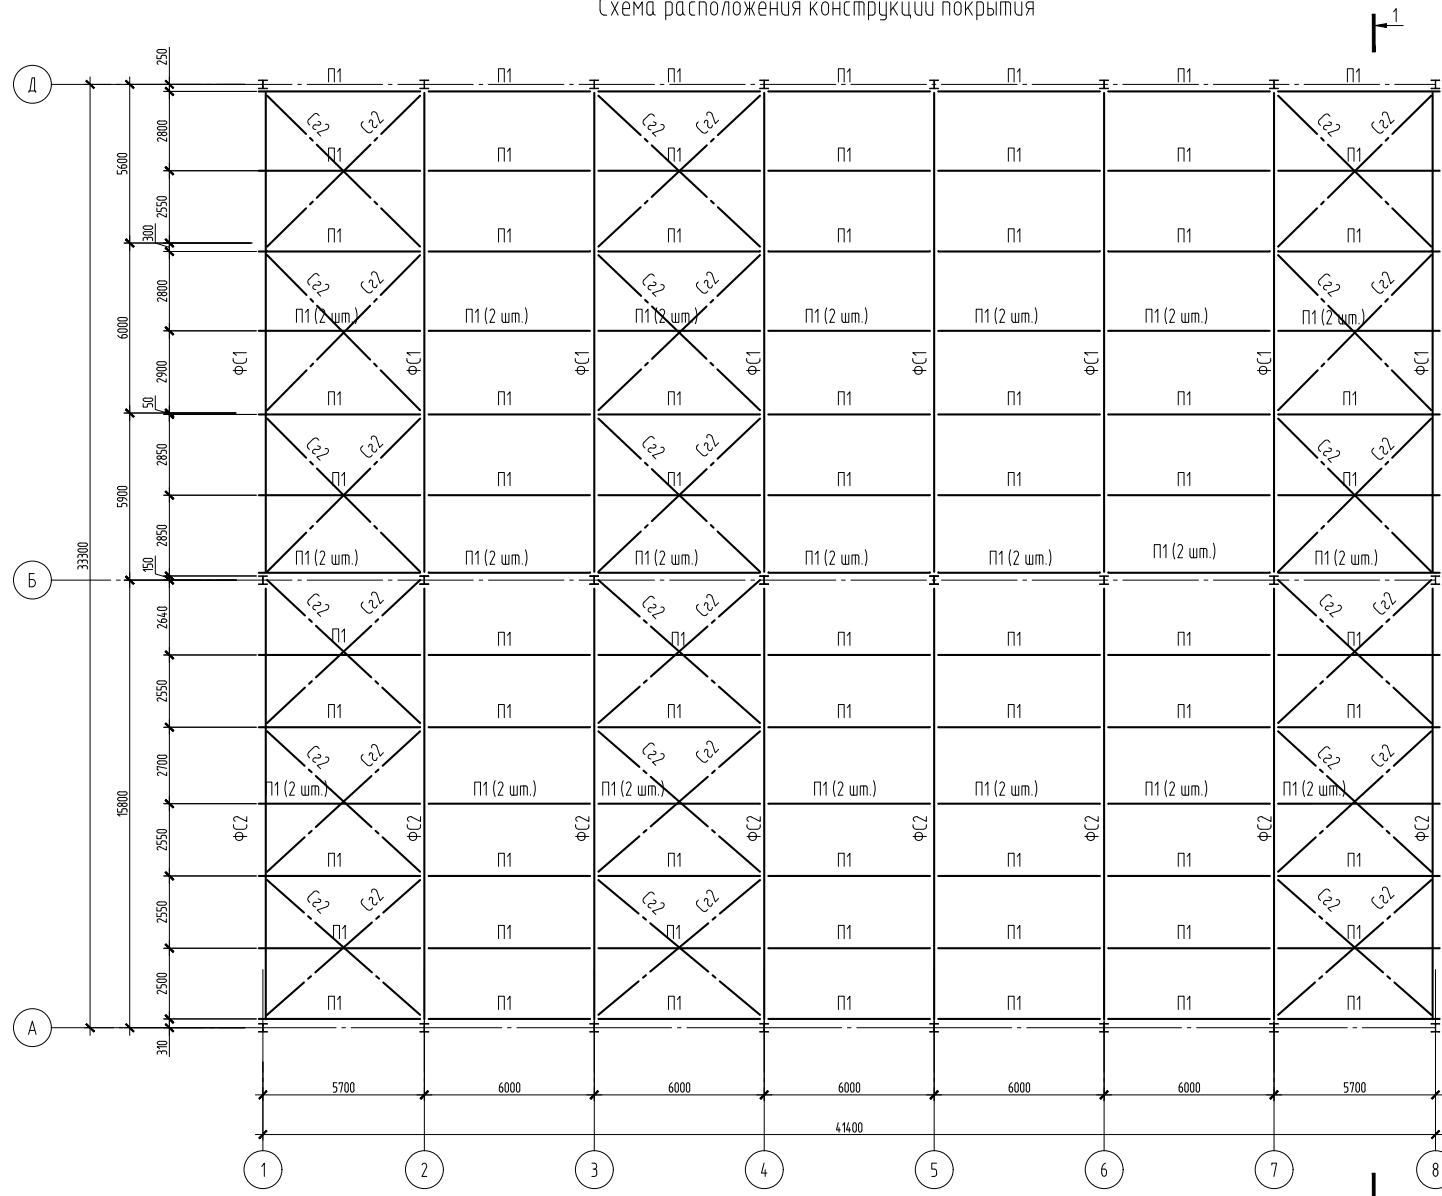 Схема расположения конструкции покрытия
1
Д
250
П1 П1 П1 П1 П1 П1 П1
Сг2 Сг2 Сг2 Сг2 Сг2 Сг2
2800
5600
П1 П1 П1 П1 П1 П1 П1
2550
300
П1 П1 П1 П1 П1 П1 П1
Сг2 Сг2 Сг2 Сг2 Сг2 Сг2
2800
6000
П1 (2 шт.) П1 (2 шт.) П1 (2 шт.) П1 (2 шт.) П1 (2 шт.) П1 (2 шт.) П1 (2 шт.)
ФС1 ФС1 ФС1 ФС1 ФС1 ФС1 ФС1 ФС1
2900
50
П1 П1 П1 П1 П1 П1 П1
Сг2 Сг2 Сг2 Сг2 Сг2 Сг2
2850
5900
П1 П1 П1 П1 П1 П1 П1
2850
33300
150
П1 (2 шт.) П1 (2 шт.) П1 (2 шт.) П1 (2 шт.) П1 (2 шт.) П1 (2 шт.) П1 (2 шт.)
Б
Сг2 Сг2 Сг2 Сг2 Сг2 Сг2
2640
П1 П1 П1 П1 П1 П1 П1
2550
П1 П1 П1 П1 П1 П1 П1
Сг2 Сг2 Сг2 Сг2 Сг2 Сг2
2700
15800
П1 (2 шт.) П1 (2 шт.) П1 (2 шт.) П1 (2 шт.) П1 (2 шт.) П1 (2 шт.) П1 (2 шт.)
ФС2 ФС2 ФС2 ФС2 ФС2 ФС2 ФС2 ФС2
2550
П1 П1 П1 П1 П1 П1 П1
Сг2 Сг2 Сг2 Сг2 Сг2 Сг2
2550
П1 П1 П1 П1 П1 П1 П1
2500
П1 П1 П1 П1 П1 П1 П1
А
310
5700 6000 6000 6000 6000 6000 5700
41400
1 2 3 4 5 6 7 8